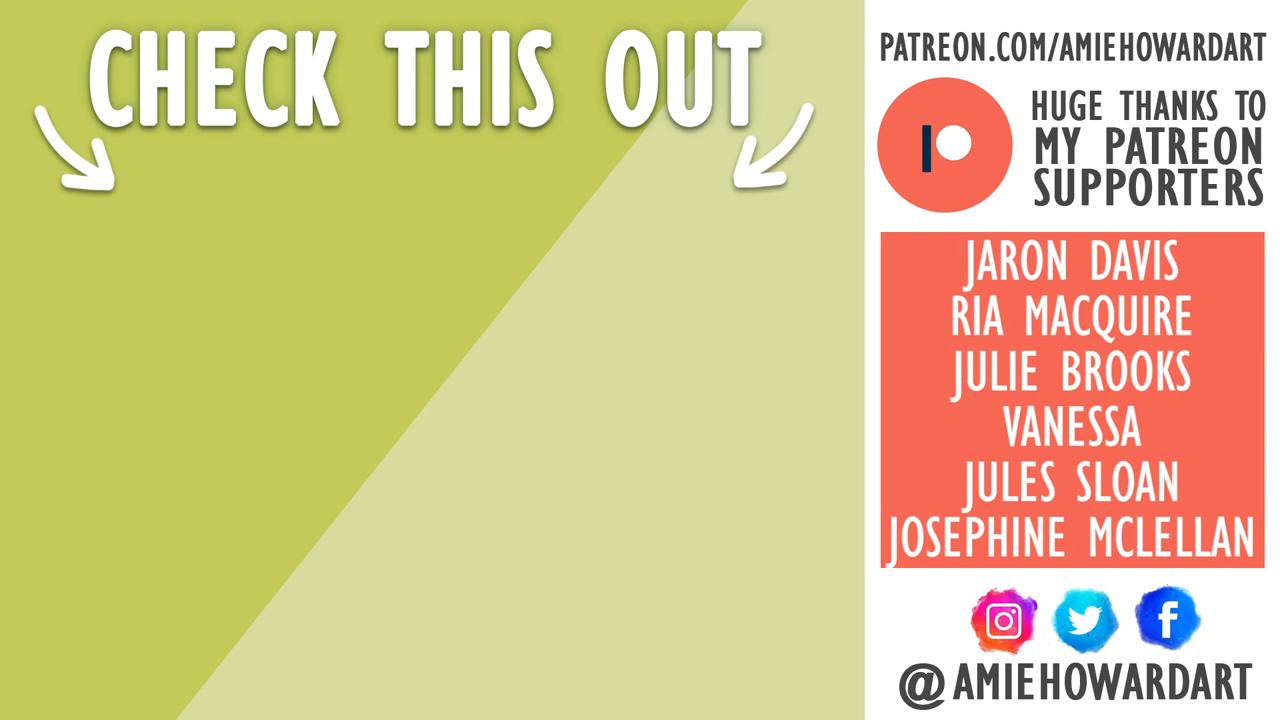 CHECK THIS OUT
PATREON.COM/AMIEHOWARDART
HUGE THANKS TO
MY PATREON
SUPPORTERS
JARON DAVIS
RIA MACQUIRE
JULIE BROOKS
VANESSA
JULES SLOAN
JOSEPHINE MCLELLAN
@AMIEHOWARDART